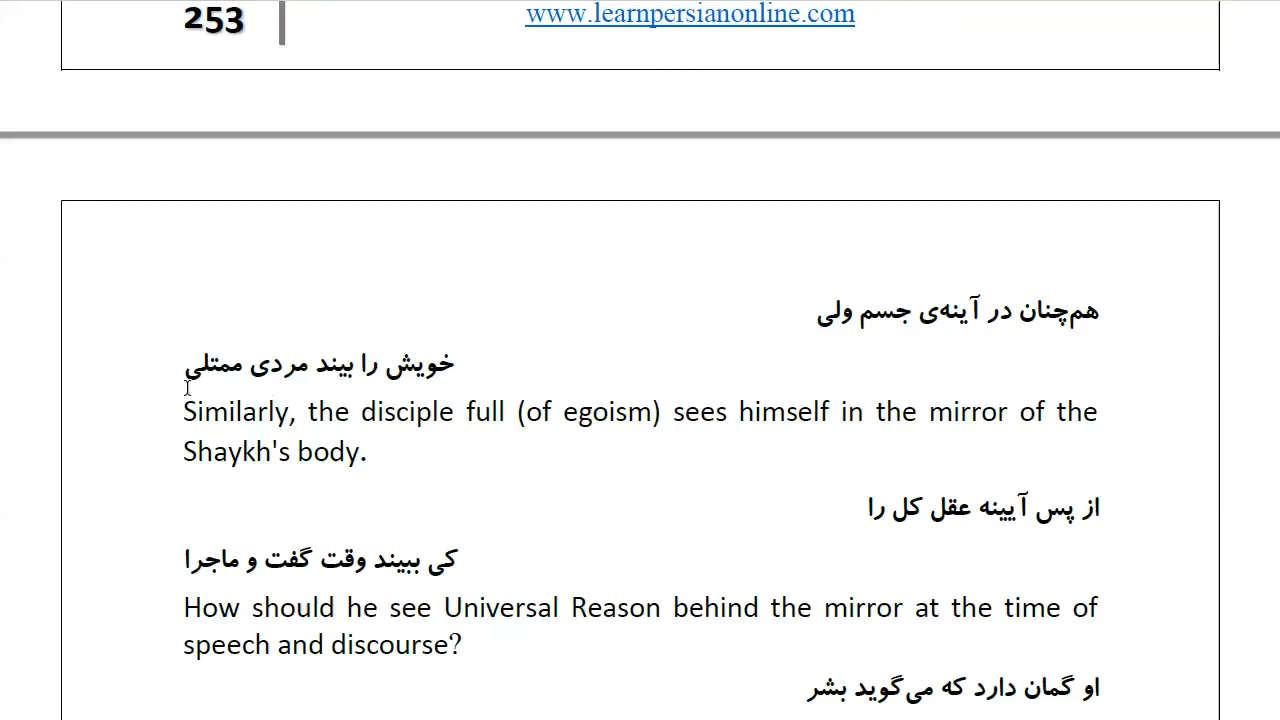 253
www.learnpersianonline.com
هم‌چنان در آینه‌ی جسم ولی
خویش را بیند مردی ممتلی
Similarly, the disciple full (of egoism) sees himself in the mirror of the
Shaykh's body.
از پس آیینه عقل کل را
کی ببیند وقت گفت و ماجرا
How should he see Universal Reason behind the mirror at the time of
speech and discourse?
او گمان دارد که می‌گوید بشر